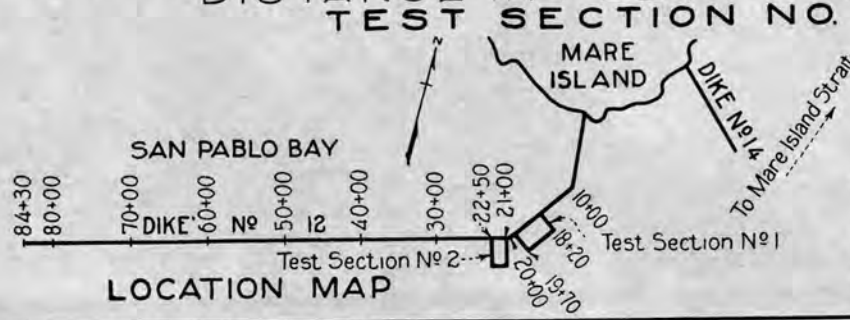 TEST SECTION NO.
N
MARE
ISLAND
DIKE Nº 14
To Mare Island Strait
SAN PABLO BAY
84+30
80+00
70+00
60+00
50+00
40+00
30+00
22+50
21+00
10+00
DIKE Nº 12
18+20
Test Section Nº 1
Test Section Nº 2
20+00
19+70
LOCATION MAP